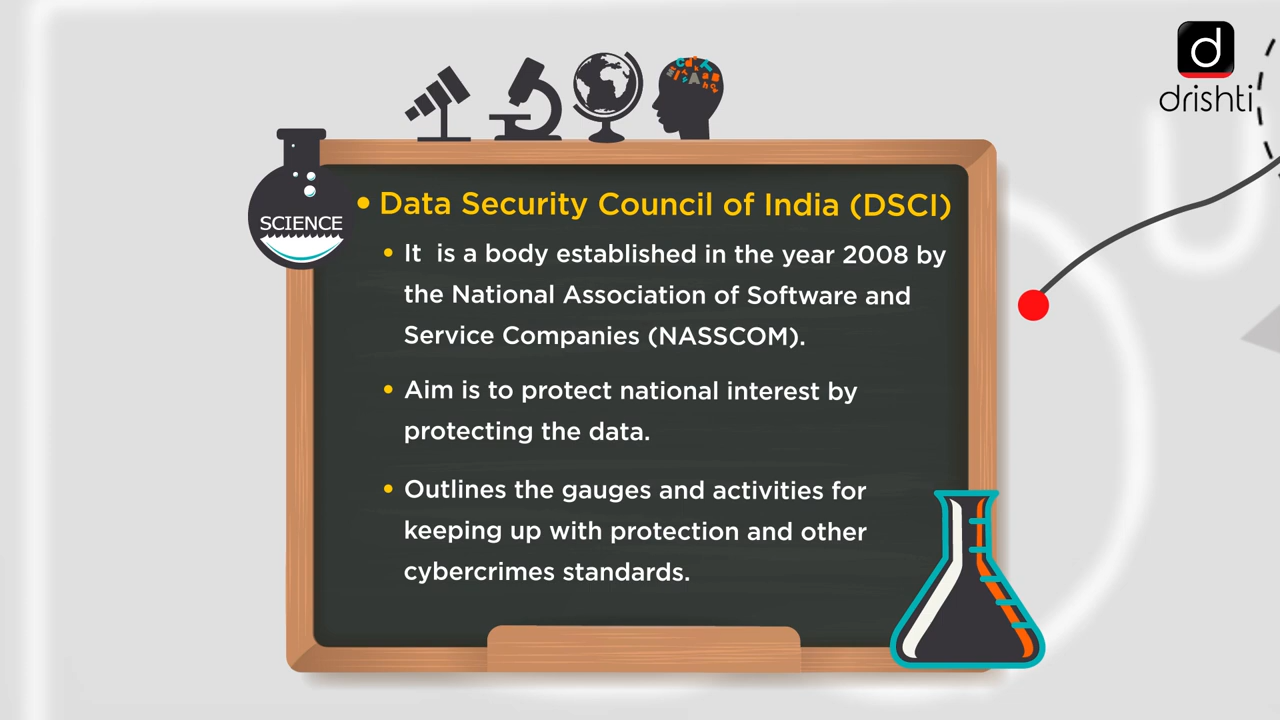 d
drishti
SCIENCE
• Data Security Council of India (DSCI)
• It is a body established in the year 2008 by
the National Association of Software and
Service Companies (NASSCOM).
• Aim is to protect national interest by
protecting the data.
• Outlines the gauges and activities for
keeping up with protection and other
cybercrimes standards.